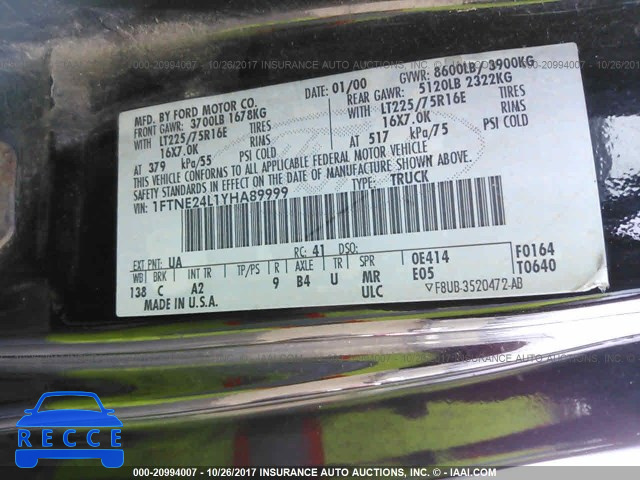 000-20994007 - 10/26/2017 INSURANCE AUTO AUCTIONS, INC. - © IAAI.COM
MFD. BY FORD MOTOR CO.
DATE: 01/00
GVWR: 8600LB/ 3900KG
FRONT GAWR: 3700LB 1678KG
REAR GAWR: 5120LB 2322KG
WITH LT225/75R16E TIRES
WITH LT225/75R16E TIRES
16X7.0K
16X7.0K
AT 379 kPa/55 PSI COLD
AT 517 kPa/75 PSI COLD
THIS VEHICLE CONFORMS TO ALL APPLICABLE FEDERAL MOTOR VEHICLE
SAFETY STANDARDS IN EFFECT ON THE DATE OF MANUFACTURE SHOWN ABOVE.
VIN: 1FTNE24L1YHA89999
TYPE: TRUCK
EXT PNT: UA RC: 41 DSO:
WB BRK INT TR TP/PS R AXLE TR SPR
138 C A2 9 B4 U MR
ULC
0E414
E05
F0164
T0640
MADE IN U.S.A.
▽F8UB-3520472-AB
RECCE
000-20994007 - 10/26/2017 INSURANCE AUTO AUCTIONS, INC. - © IAAI.COM